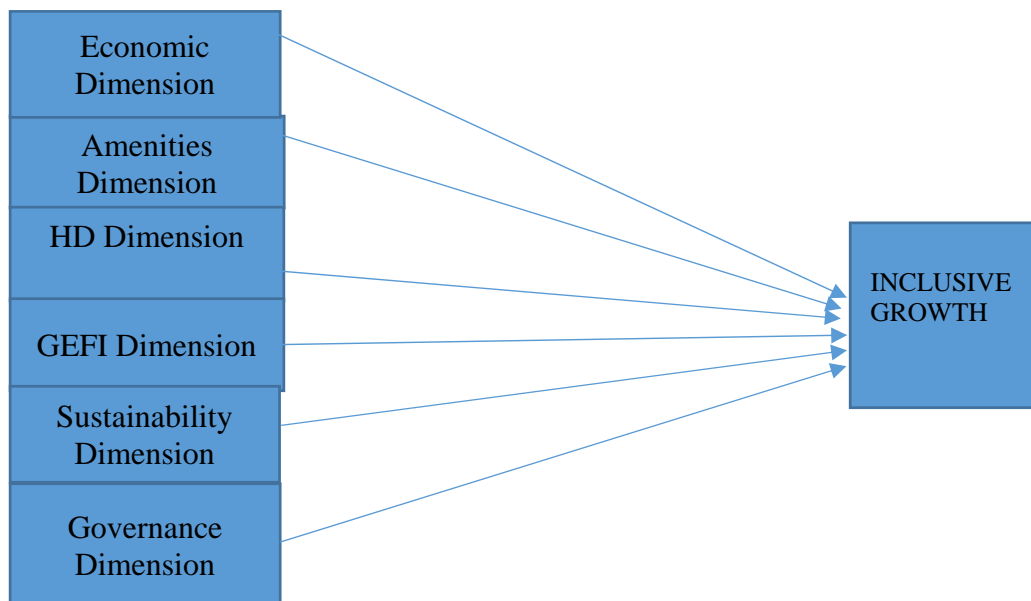 Economic
Dimension
Amenities
Dimension
HD Dimension
GEFI Dimension
Sustainability
Dimension
Governance
Dimension
INCLUSIVE
GROWTH